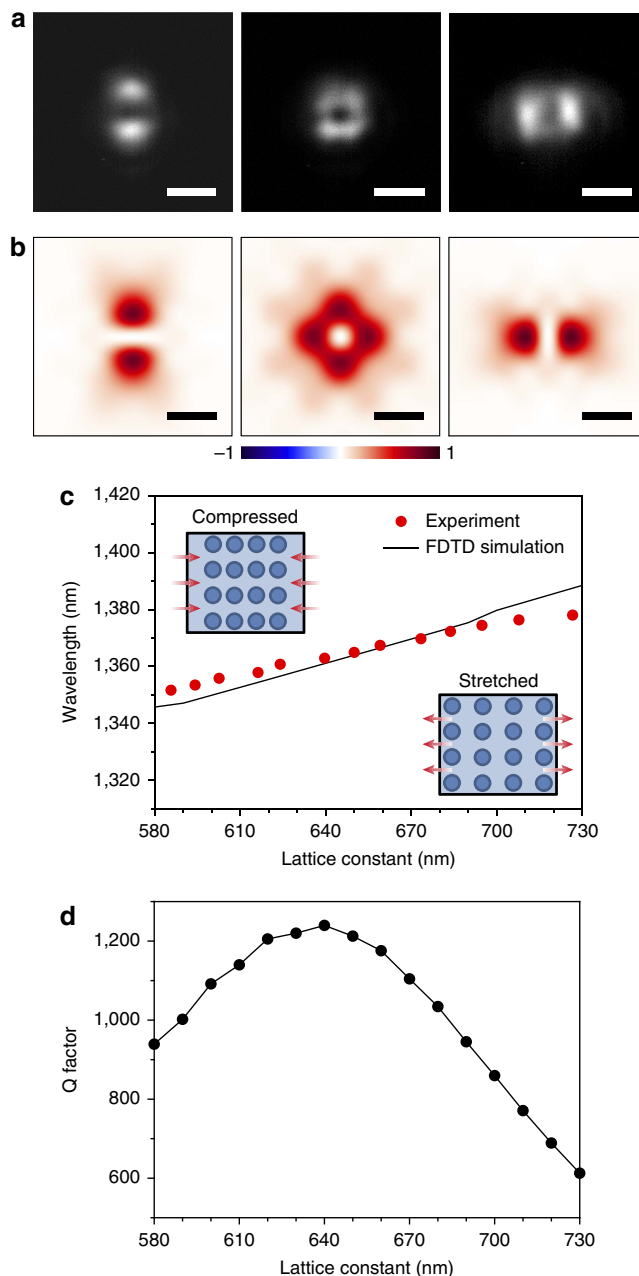 a
b
−1 1
c
1,420
1,400
1,380
1,360
1,340
1,320
Wavelength (nm)
Compressed
Experiment
FDTD simulation
Stretched
580 610 640 670 700 730
Lattice constant (nm)
d
1,200
1,000
800
600
Q factor
580 610 640 670 700 730
Lattice constant (nm)